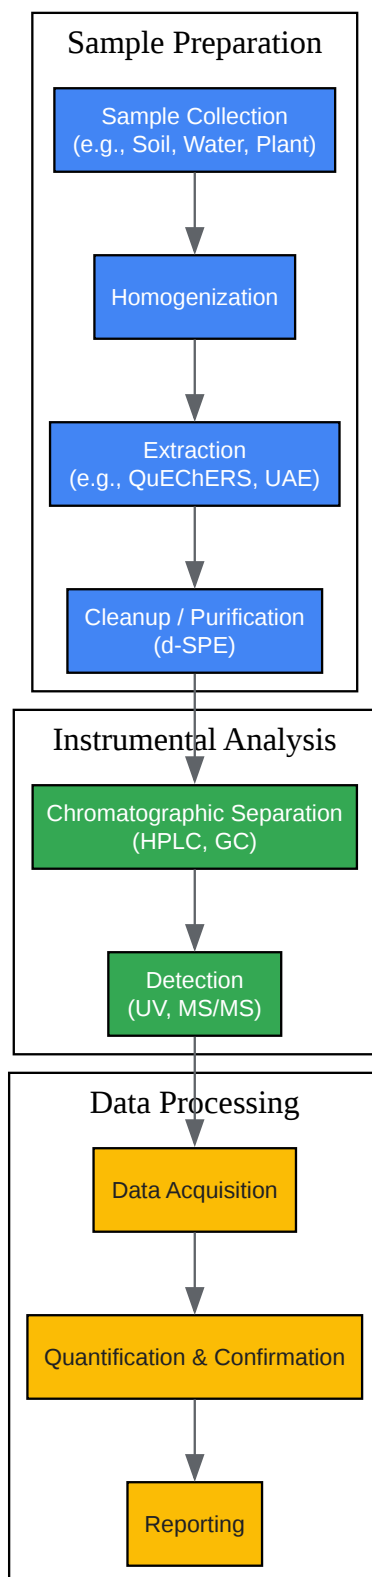 Sample Preparation
Sample Collection
(e.g., Soil, Water, Plant)
Homogenization
Extraction
(e.g., QuEChERS, UAE)
Cleanup / Purification
(d-SPE)
Instrumental Analysis
Chromatographic Separation
(HPLC, GC)
Detection
(UV, MS/MS)
Data Processing
Data Acquisition
Quantification & Confirmation
Reporting